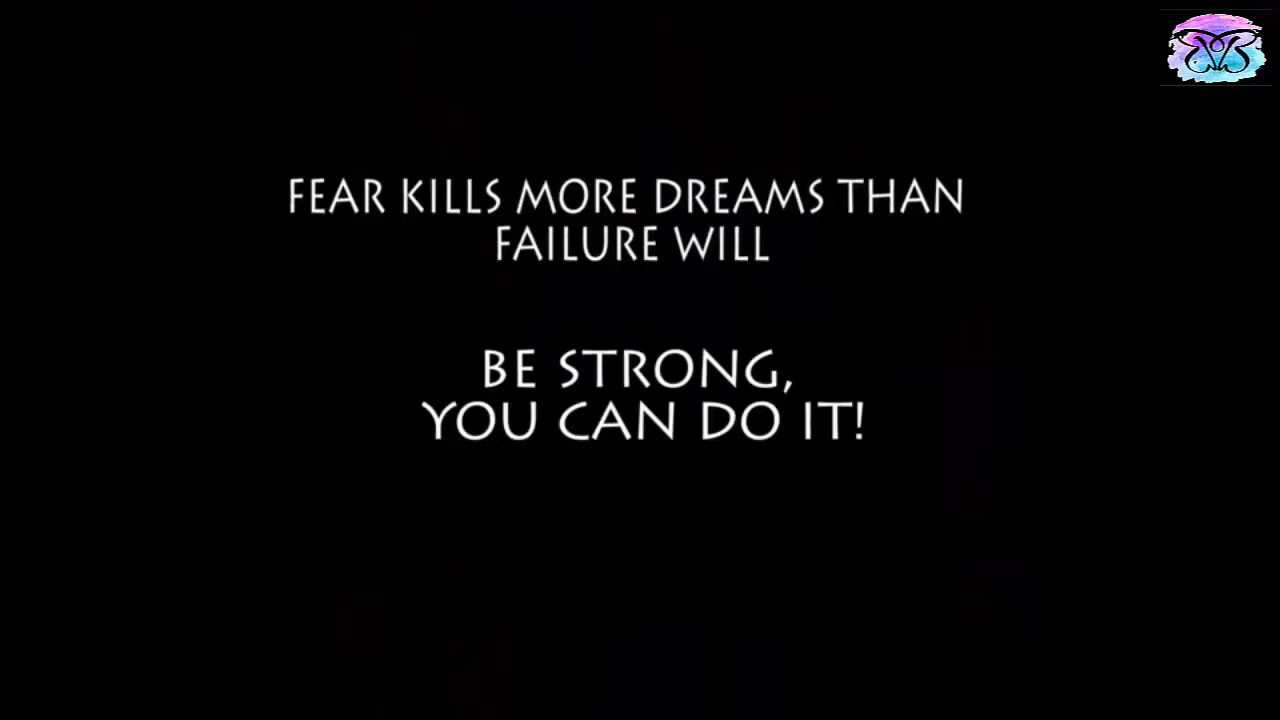 FEAR KILLS MORE DREAMS THAN
FAILURE WILL
BE STRONG,
YOU CAN DO IT!